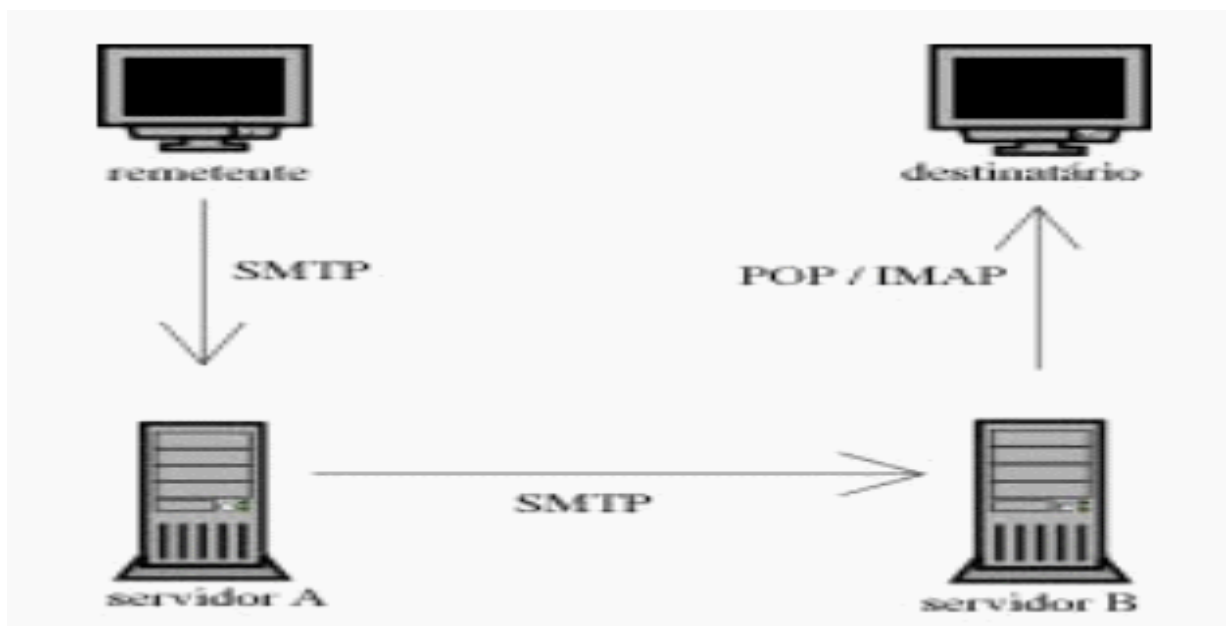 remetente
destinatário
SMTP
POP / IMAP
SMTP
servidor A
servidor B